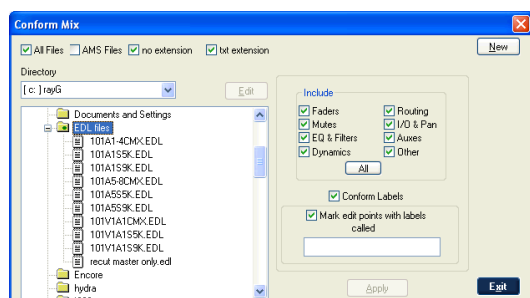 Conform Mix
All Files AMS Files no extension txt extension
New
Directory
[ c: ] rayG
Edit
Documents and Settings
EDL files
101A1-4CMX.EDL
101A1S5K.EDL
101A1S9K.EDL
101A5-8CMX.EDL
101A5S5K.EDL
101A5S9K.EDL
101V1A1CMX.EDL
101V1A1S5K.EDL
101V1A1S9K.EDL
recut master only.edl
Encore
hydra
Include
Faders Routing
Mutes I/O & Pan
EQ & Filters Auxes
Dynamics Other
All
Conform Labels
Mark edit points with labels
called
Apply
Exit